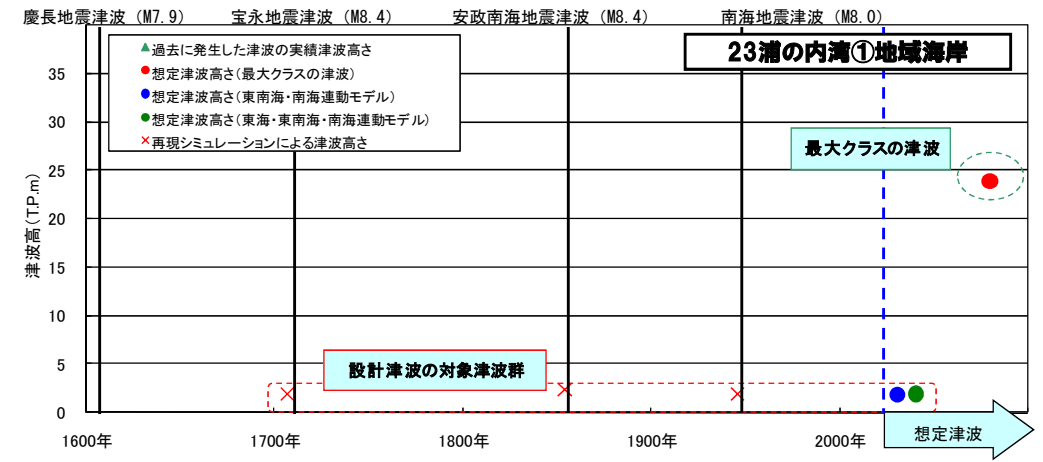 慶長地震津波（M7.9）　宝永地震津波（M8.4）　安政南海地震津波（M8.4）　南海地震津波（M8.0）
23浦の内湾①地域海岸
▲過去に発生した津波の実績津波高さ
●想定津波高さ（最大クラスの津波）
●想定津波高さ（東南海・南海連動モデル）
●想定津波高さ（東海・東南海・南海連動モデル）
×再現シミュレーションによる津波高さ
最大クラスの津波
設計津波の対象津波群
津波高（T.P.m）
35
30
25
20
15
10
5
0
1600年　1700年　1800年　1900年　2000年
想定津波